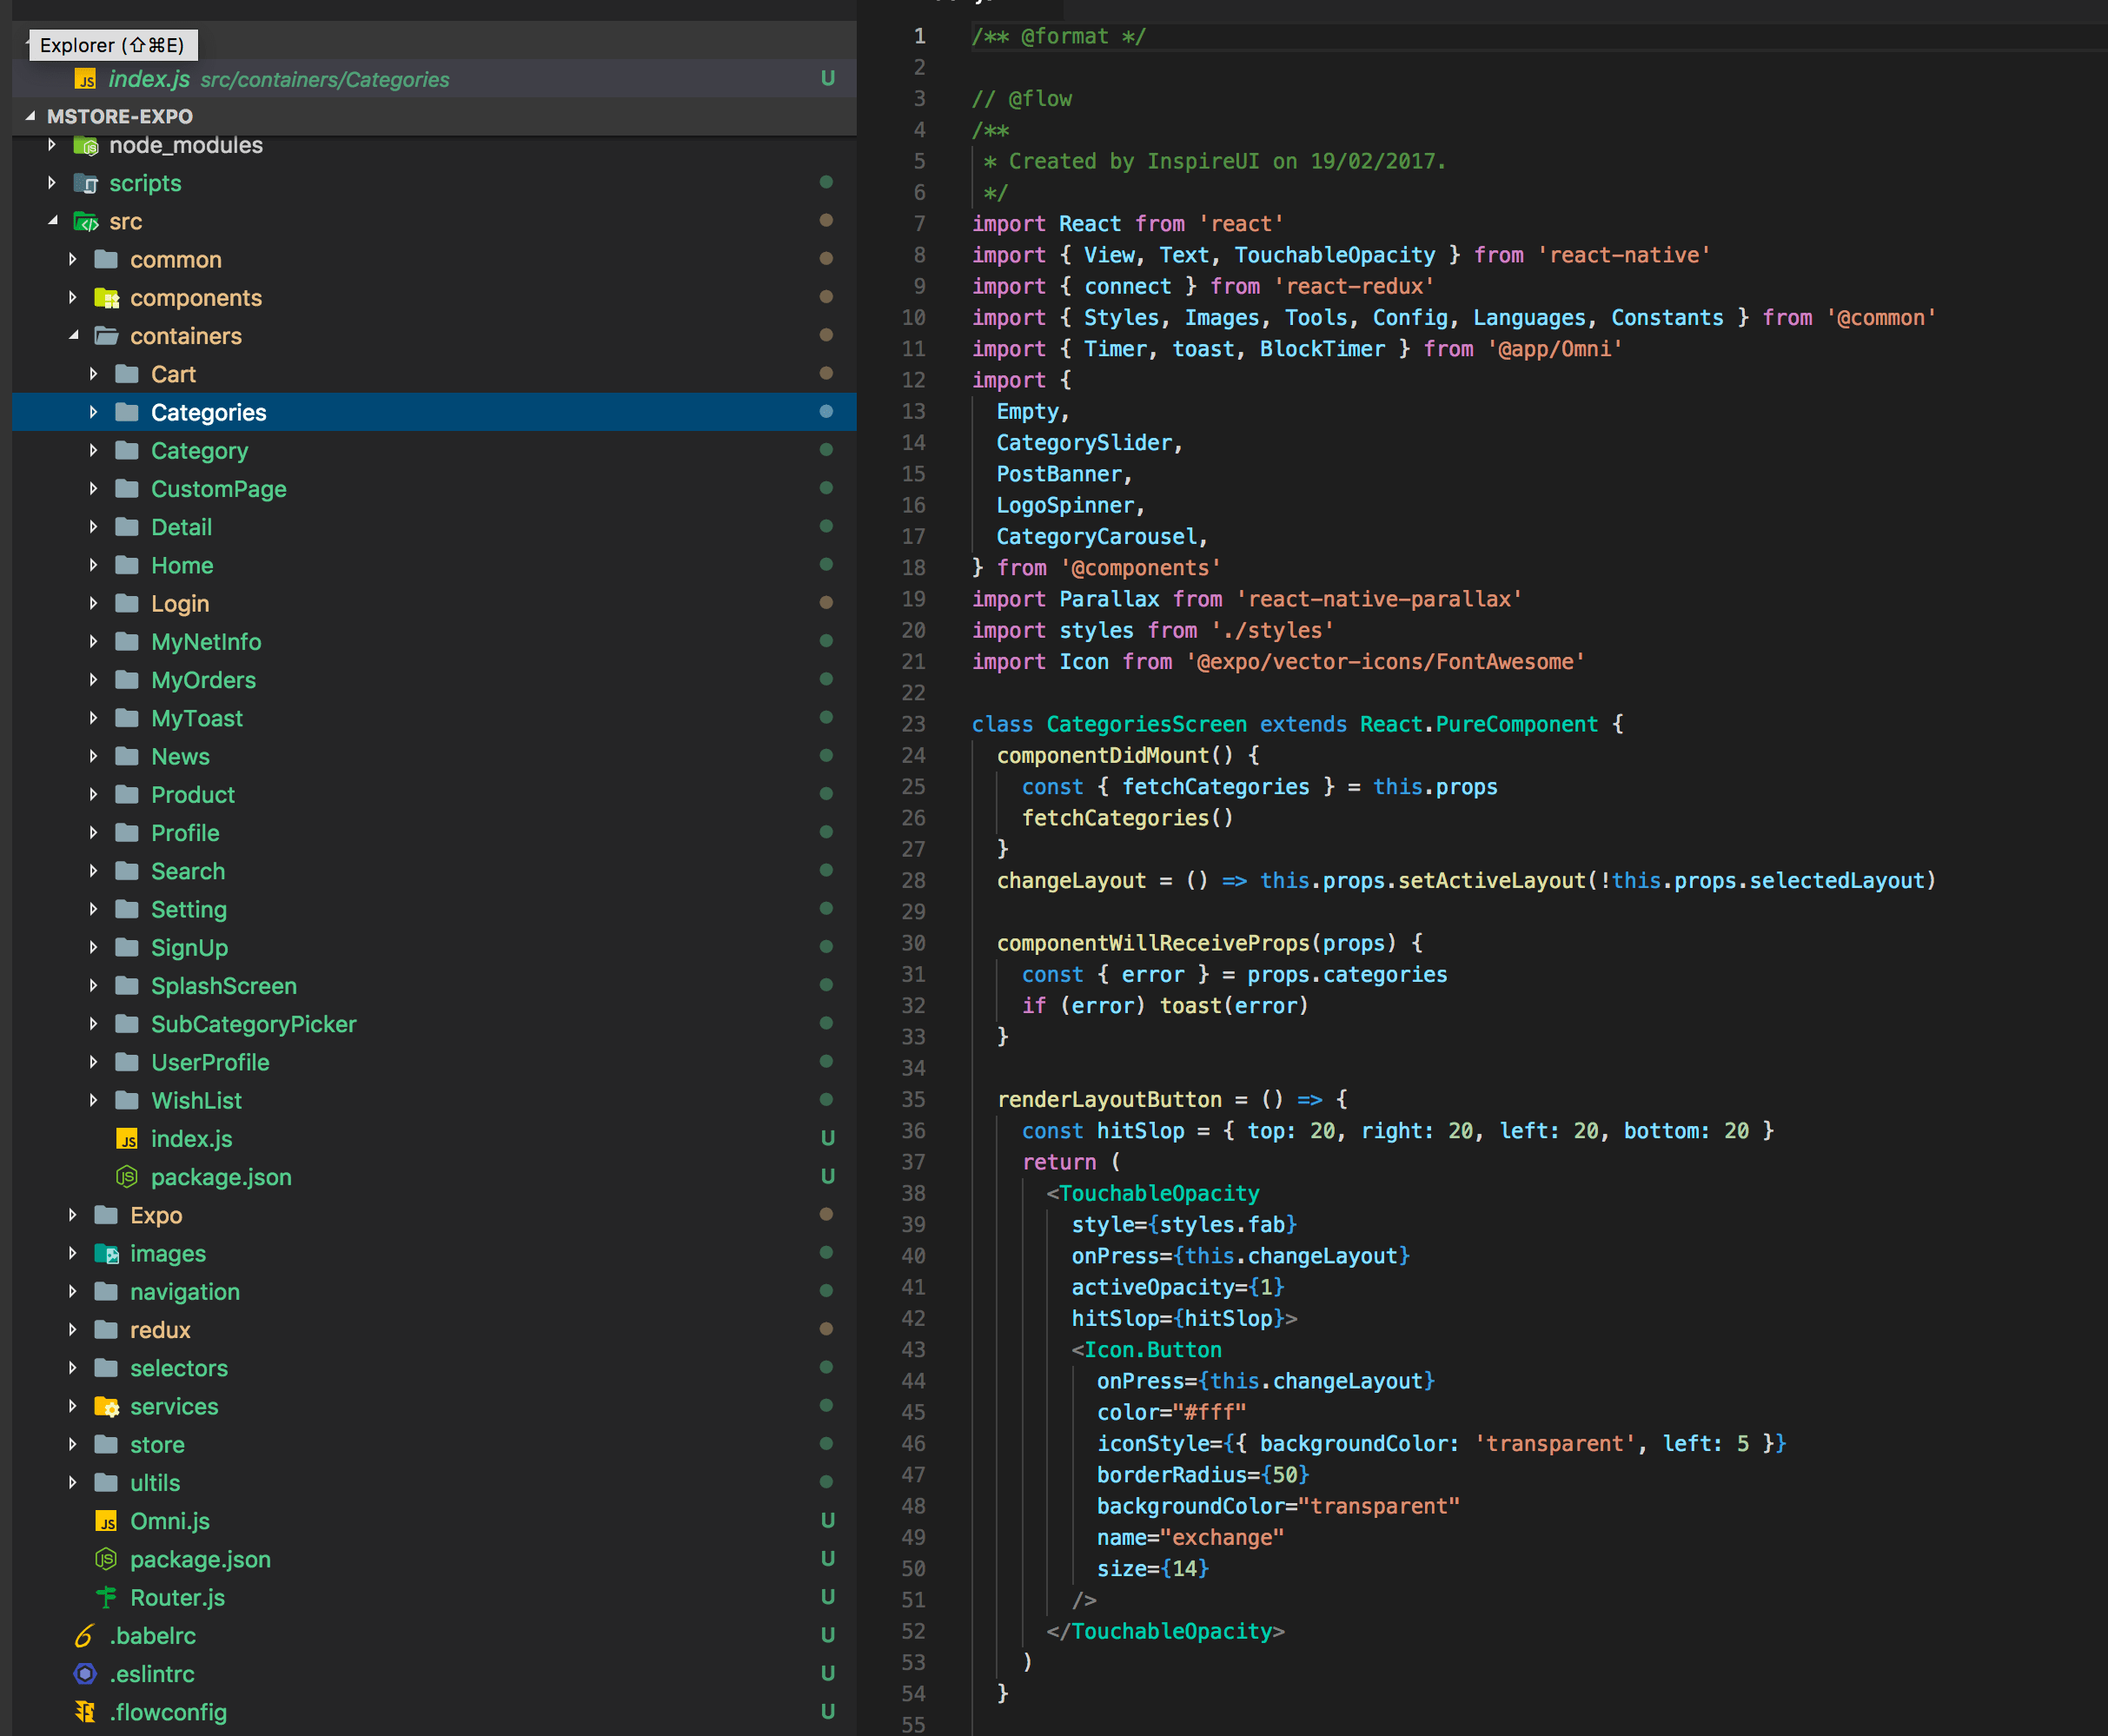 Explorer (⇧⌘E)
index.js src/containers/Categories U
MSTORE-EXPO
node_modules
scripts
src
common
components
containers
Cart
Categories
Category
CustomPage
Detail
Home
Login
MyNetInfo
MyOrders
MyToast
News
Product
Profile
Search
Setting
SignUp
SplashScreen
SubCategoryPicker
UserProfile
WishList
index.js U
package.json U
Expo
images
navigation
redux
selectors
services
store
ultils
Omni.js U
package.json U
Router.js U
.babelrc U
.eslintrc U
.flowconfig U
1 /** @format */
2
3 // @flow
4 /**
5  * Created by InspireUI on 19/02/2017.
6  */
7 import React from 'react'
8 import { View, Text, TouchableOpacity } from 'react-native'
9 import { connect } from 'react-redux'
10 import { Styles, Images, Tools, Config, Languages, Constants } from '@common'
11 import { Timer, toast, BlockTimer } from '@app/Omni'
12 import {
13   Empty,
14   CategorySlider,
15   PostBanner,
16   LogoSpinner,
17   CategoryCarousel,
18 } from '@components'
19 import Parallax from 'react-native-parallax'
20 import styles from './styles'
21 import Icon from '@expo/vector-icons/FontAwesome'
22
23 class CategoriesScreen extends React.PureComponent {
24   componentDidMount() {
25     const { fetchCategories } = this.props
26     fetchCategories()
27   }
28   changeLayout = () => this.props.setActiveLayout(!this.props.selectedLayout)
29
30   componentWillReceiveProps(props) {
31     const { error } = props.categories
32     if (error) toast(error)
33   }
34
35   renderLayoutButton = () => {
36     const hitSlop = { top: 20, right: 20, left: 20, bottom: 20 }
37     return (
38       <TouchableOpacity
39         style={styles.fab}
40         onPress={this.changeLayout}
41         activeOpacity={1}
42         hitSlop={hitSlop}>
43         <Icon.Button
44           onPress={this.changeLayout}
45           color="#fff"
46           iconStyle={{ backgroundColor: 'transparent', left: 5 }}
47           borderRadius={50}
48           backgroundColor="transparent"
49           name="exchange"
50           size={14}
51         />
52       </TouchableOpacity>
53     )
54   }
55